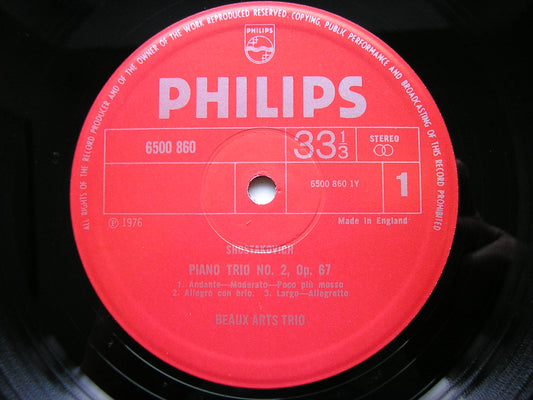 ALL RIGHTS OF THE RECORD PRODUCER AND OF THE OWNER OF THE WORK REPRODUCED RESERVED. COPYING, PUBLIC PERFORMANCE AND BROADCASTING OF THIS RECORD PROHIBITED
PHILIPS
PHILIPS
6500 860
33 1/3
STEREO
6500 860 1Y
1
Ⓟ 1976
Made in England
SHOSTAKOVICH
PIANO TRIO NO. 2, Op. 67
1. Andante—Moderato—Poco più mosso
2. Allegro con brio. 3. Largo—Allegretto
BEAUX ARTS TRIO